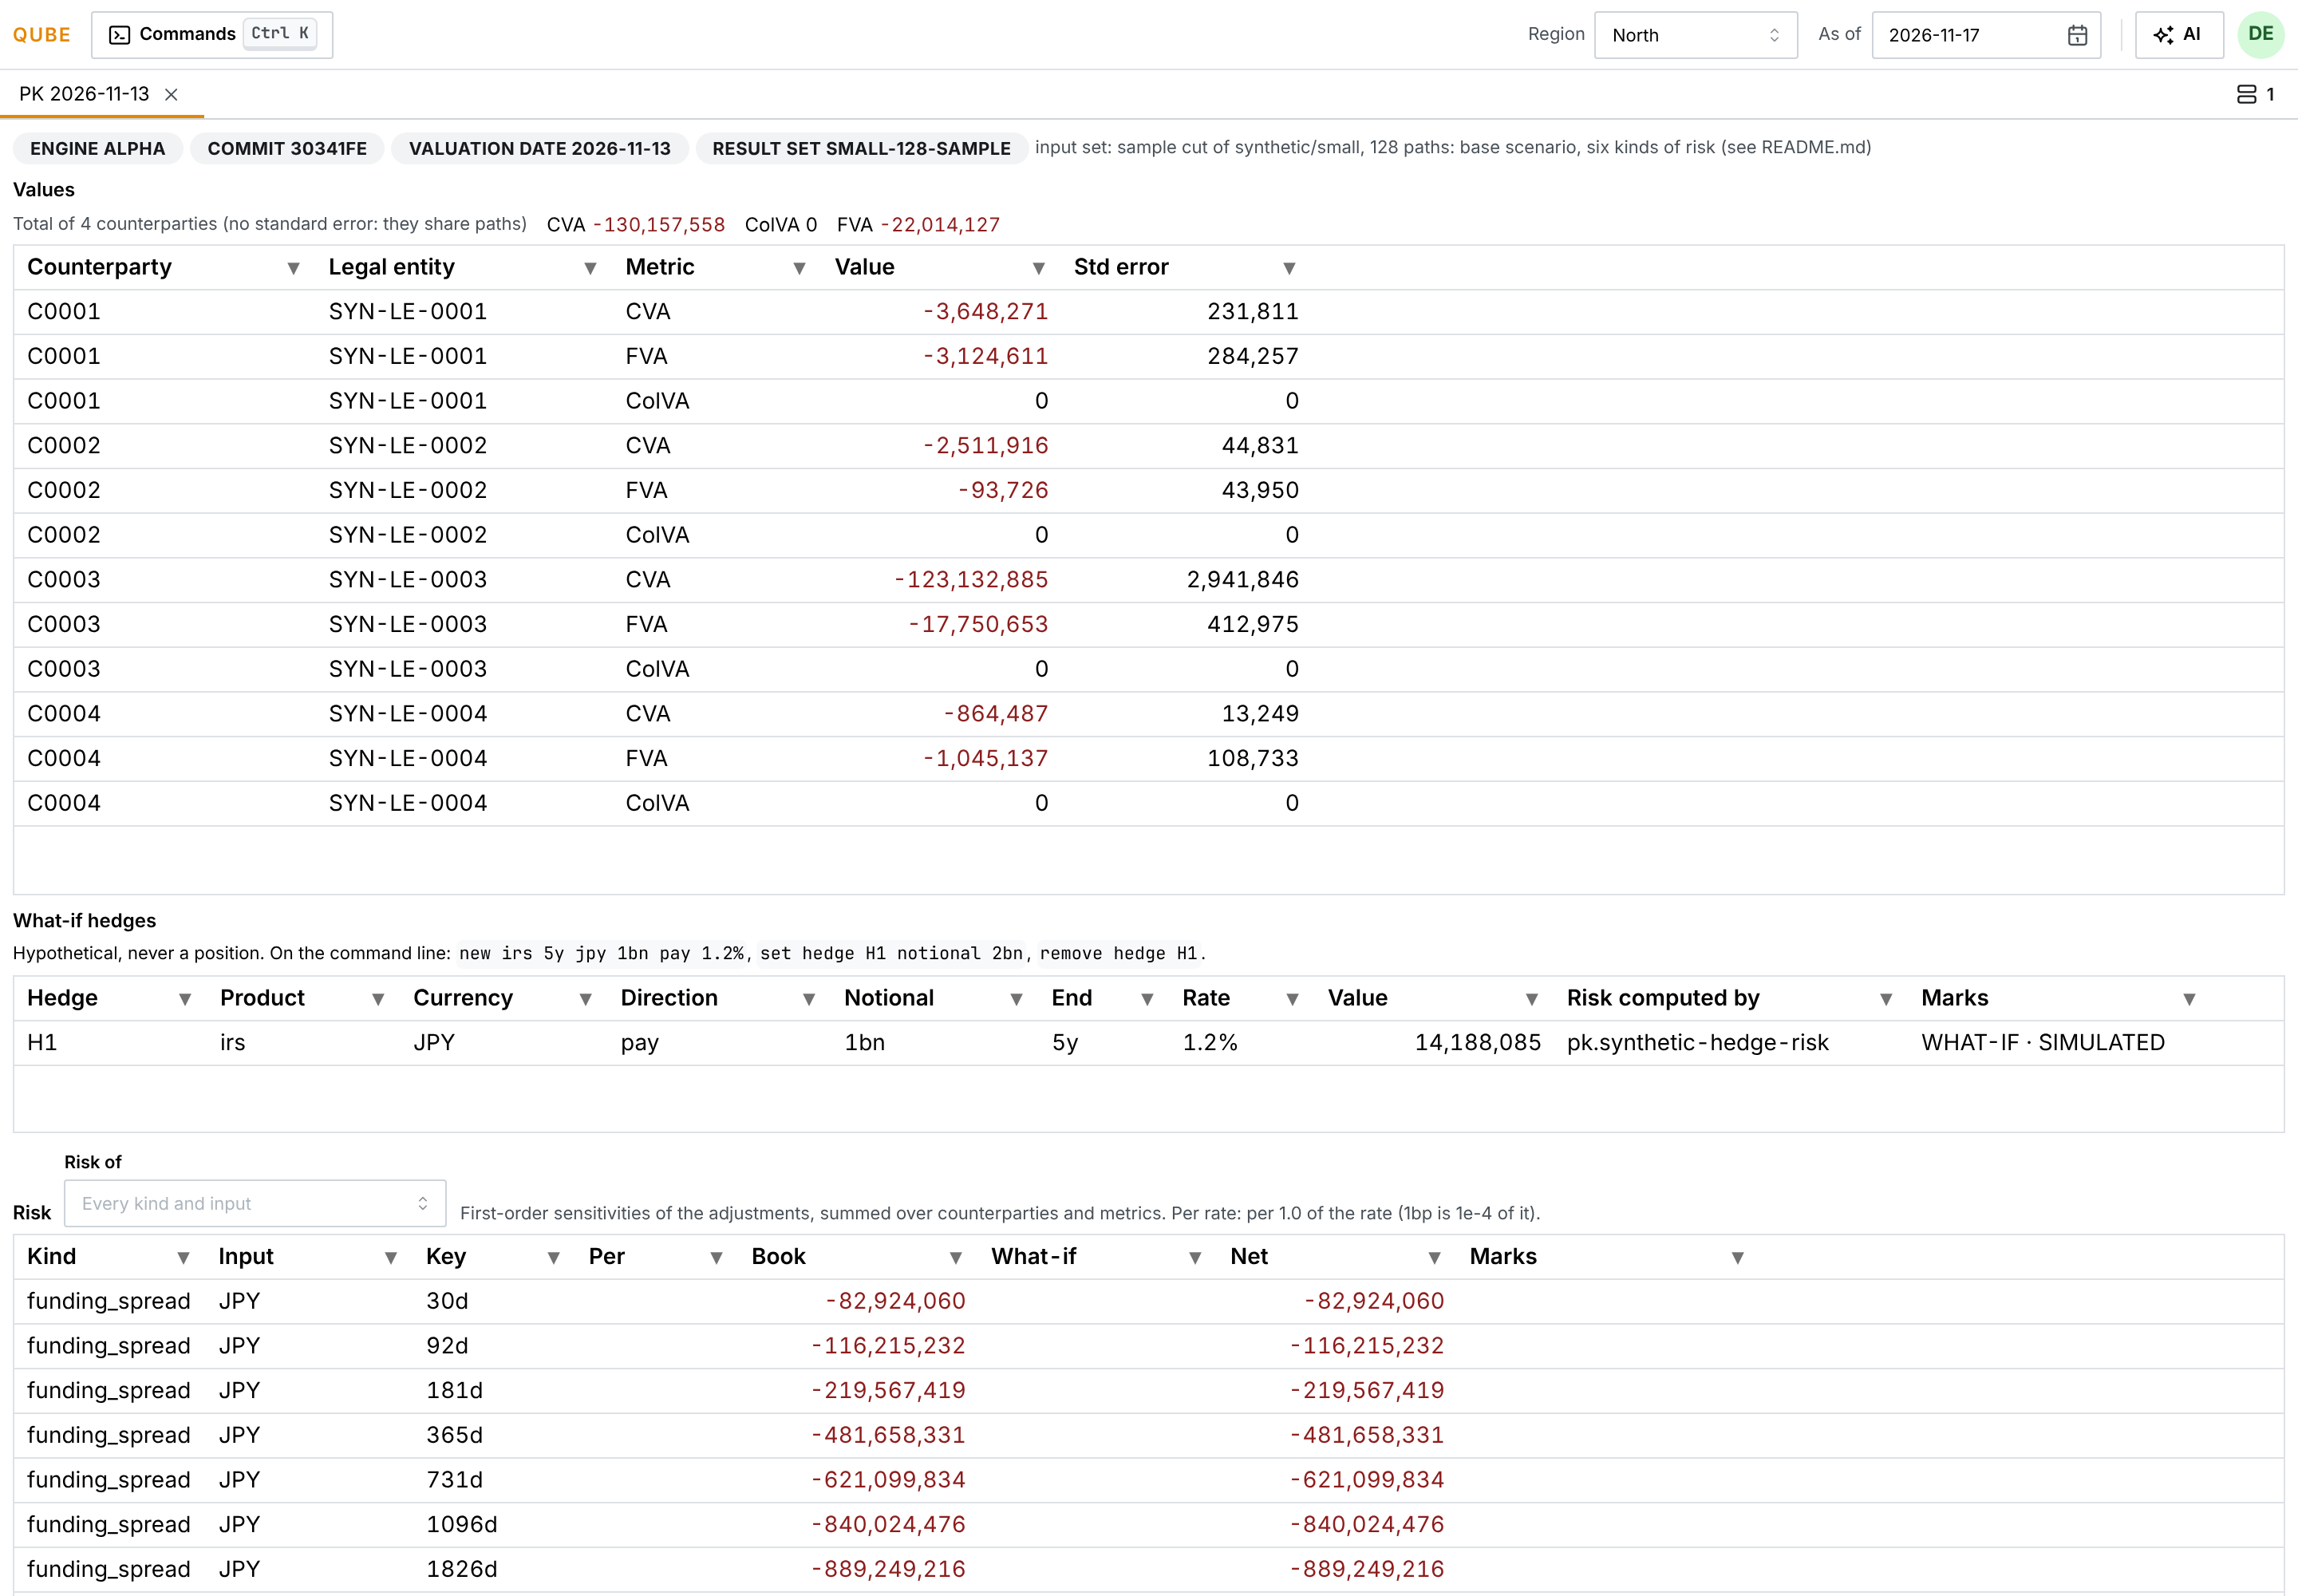 QUBE Commands Ctrl K Region North As of 2026-11-17 AI DE
PK 2026-11-13 1
ENGINE ALPHA COMMIT 30341FE VALUATION DATE 2026-11-13 RESULT SET SMALL-128-SAMPLE input set: sample cut of synthetic/small, 128 paths: base scenario, six kinds of risk (see README.md)
Values
Total of 4 counterparties (no standard error: they share paths) CVA -130,157,558 ColVA 0 FVA -22,014,127
Counterparty Legal entity Metric Value Std error
C0001 SYN-LE-0001 CVA -3,648,271 231,811
C0001 SYN-LE-0001 FVA -3,124,611 284,257
C0001 SYN-LE-0001 ColVA 0 0
C0002 SYN-LE-0002 CVA -2,511,916 44,831
C0002 SYN-LE-0002 FVA -93,726 43,950
C0002 SYN-LE-0002 ColVA 0 0
C0003 SYN-LE-0003 CVA -123,132,885 2,941,846
C0003 SYN-LE-0003 FVA -17,750,653 412,975
C0003 SYN-LE-0003 ColVA 0 0
C0004 SYN-LE-0004 CVA -864,487 13,249
C0004 SYN-LE-0004 FVA -1,045,137 108,733
C0004 SYN-LE-0004 ColVA 0 0
What-if hedges
Hypothetical, never a position. On the command line: new irs 5y jpy 1bn pay 1.2%, set hedge H1 notional 2bn, remove hedge H1.
Hedge Product Currency Direction Notional End Rate Value Risk computed by Marks
H1 irs JPY pay 1bn 5y 1.2% 14,188,085 pk.synthetic-hedge-risk WHAT-IF · SIMULATED
Risk of
Risk Every kind and input First-order sensitivities of the adjustments, summed over counterparties and metrics. Per rate: per 1.0 of the rate (1bp is 1e-4 of it).
Kind Input Key Per Book What-if Net Marks
funding_spread JPY 30d -82,924,060 -82,924,060
funding_spread JPY 92d -116,215,232 -116,215,232
funding_spread JPY 181d -219,567,419 -219,567,419
funding_spread JPY 365d -481,658,331 -481,658,331
funding_spread JPY 731d -621,099,834 -621,099,834
funding_spread JPY 1096d -840,024,476 -840,024,476
funding_spread JPY 1826d -889,249,216 -889,249,216